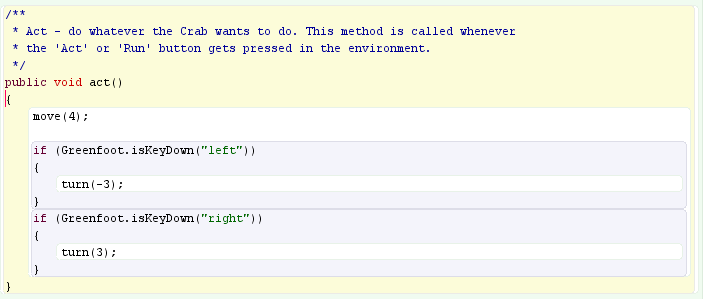 /**
 * Act - do whatever the Crab wants to do. This method is called whenever
 * the 'Act' or 'Run' button gets pressed in the environment.
 */
public void act()
{
    move(4);
    if (Greenfoot.isKeyDown("left"))
    {
        turn(-3);
    }
    if (Greenfoot.isKeyDown("right"))
    {
        turn(3);
    }
}